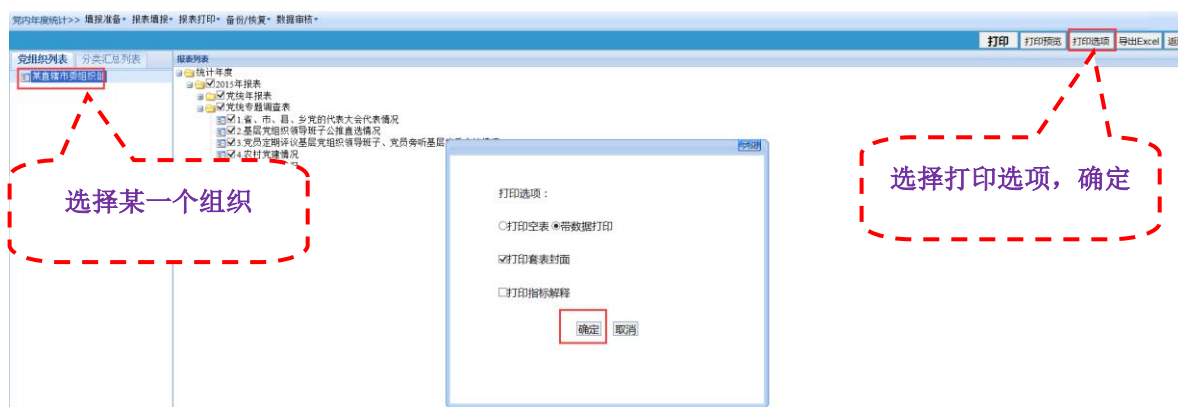 党内年度统计>> 填报准备 报表填报 报表打印 备份/恢复 数据审核
打印 打印预览 打印选项 导出Excel
党组织列表 分类汇总列表
报表列表
某直辖市委组织部
统计年度
2015年报表
党统年报表
党统专题调查表
1.省、市、县、乡党的代表大会代表情况
2.基层党组织领导班子公推直选情况
3.党员定期评议基层党组织领导班子、党员旁听基层
4.农村党建情况
选择某一个组织
关闭
打印选项：
打印空表 带数据打印
打印套表封面
打印指标解释
确定 取消
选择打印选项，确定